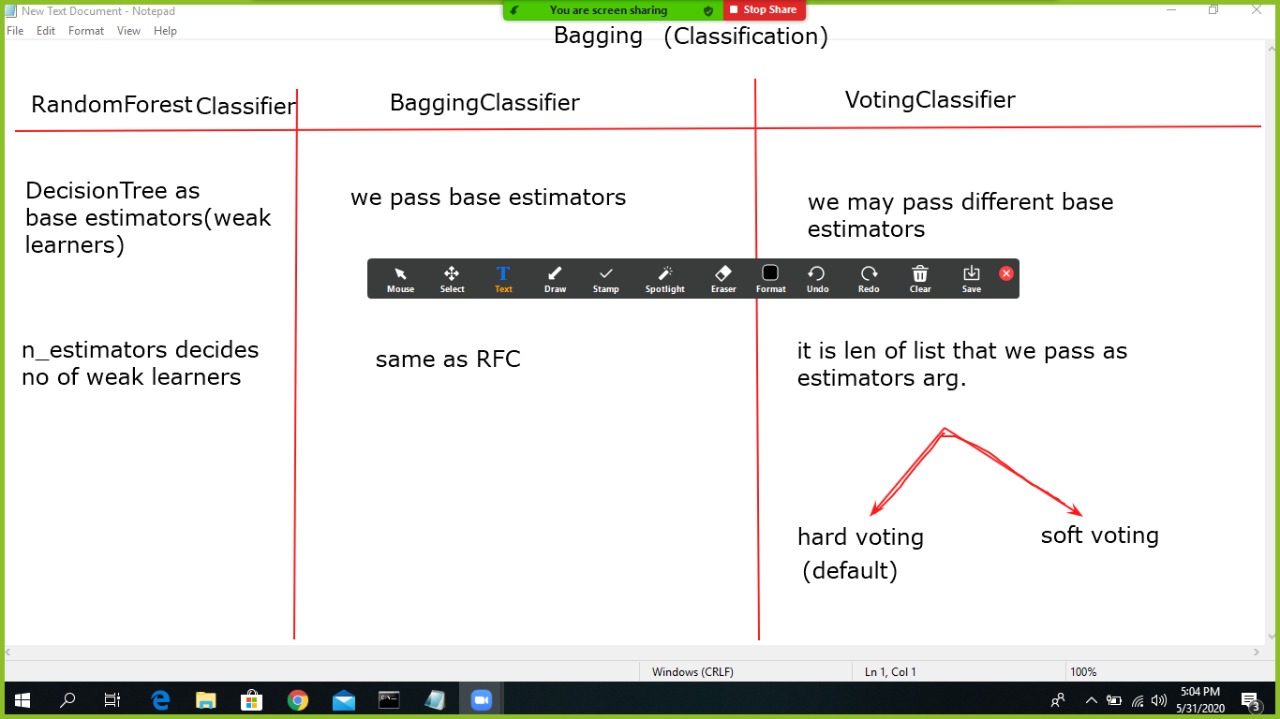 New Text Document - Notepad
You are screen sharing
Stop Share
File Edit Format View Help
Bagging (Classification)
RandomForest Classifier
BaggingClassifier
VotingClassifier
DecisionTree as
base estimators(weak
learners)
we pass base estimators
we may pass different base
estimators
Mouse Select Text Draw Stamp Spotlight Eraser Format Undo Redo Clear Save
n_estimators decides
no of weak learners
same as RFC
it is len of list that we pass as
estimators arg.
hard voting
(default)
soft voting
Windows (CRLF) Ln 1, Col 1 100%
5:04 PM
5/31/2020
3